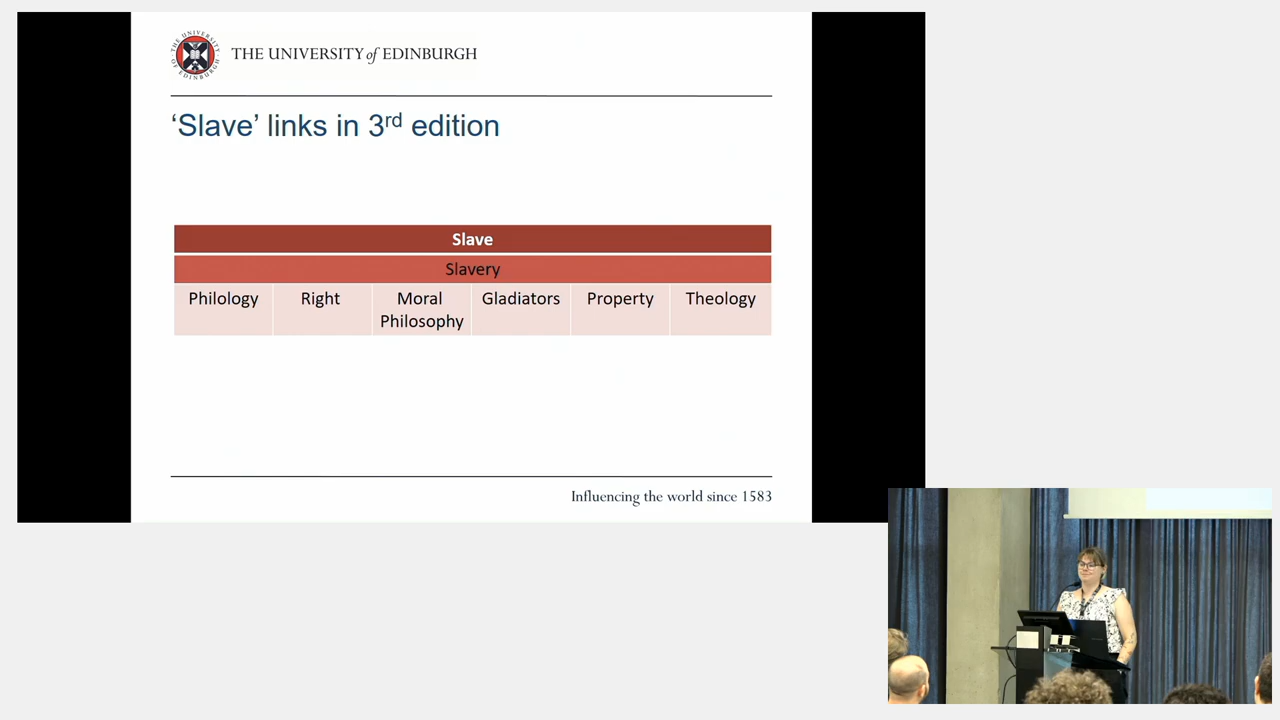 THE UNIVERSITY of EDINBURGH
‘Slave’ links in 3rd edition
Slave
Slavery
Philology Right Moral Philosophy Gladiators Property Theology
Influencing the world since 1583